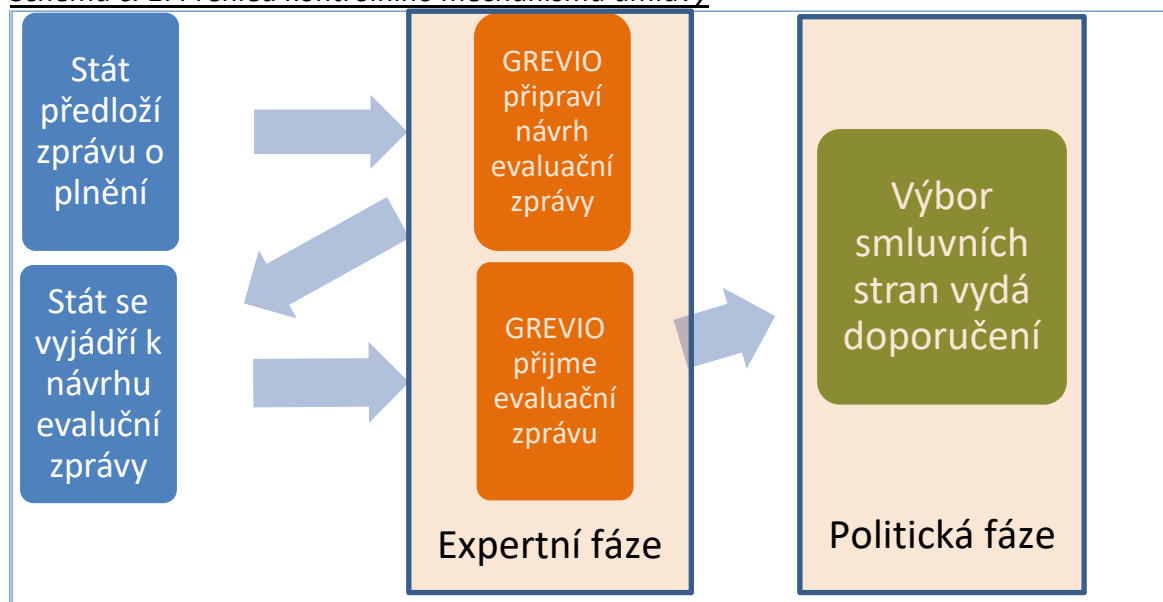 Stát
předloží
zprávu o
plnění
GREVIO
připraví
návrh
evaluační
zprávy
Stát se
vyjádří k
návrhu
evaluční
zprávy
GREVIO
přijme
evaluační
zprávu
Expertní fáze
Výbor
smluvních
stran vydá
doporučení
Politická fáze